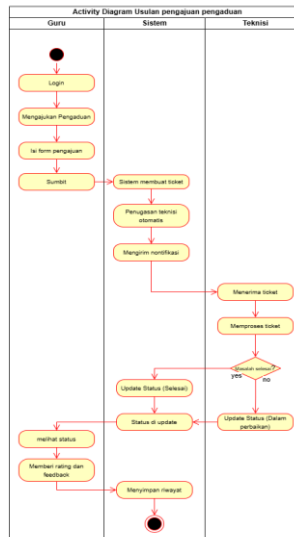 Activity Diagram Usulan pengajuan pengaduan
Guru
Sistem
Teknisi
Login
Mengajukan Pengaduan
Isi form pengajuan
Sumbit
Sistem membuat ticket
Penugasan teknisi
otomatis
Mengirim nontifikasi
Menerima ticket
Memproses ticket
Masalah selesai?
yes
no
Update Status (Selesai)
Update Status (Dalam
perbaikan)
Status di update
melihat status
Memberi rating dan
feedback
Menyimpan riwayat